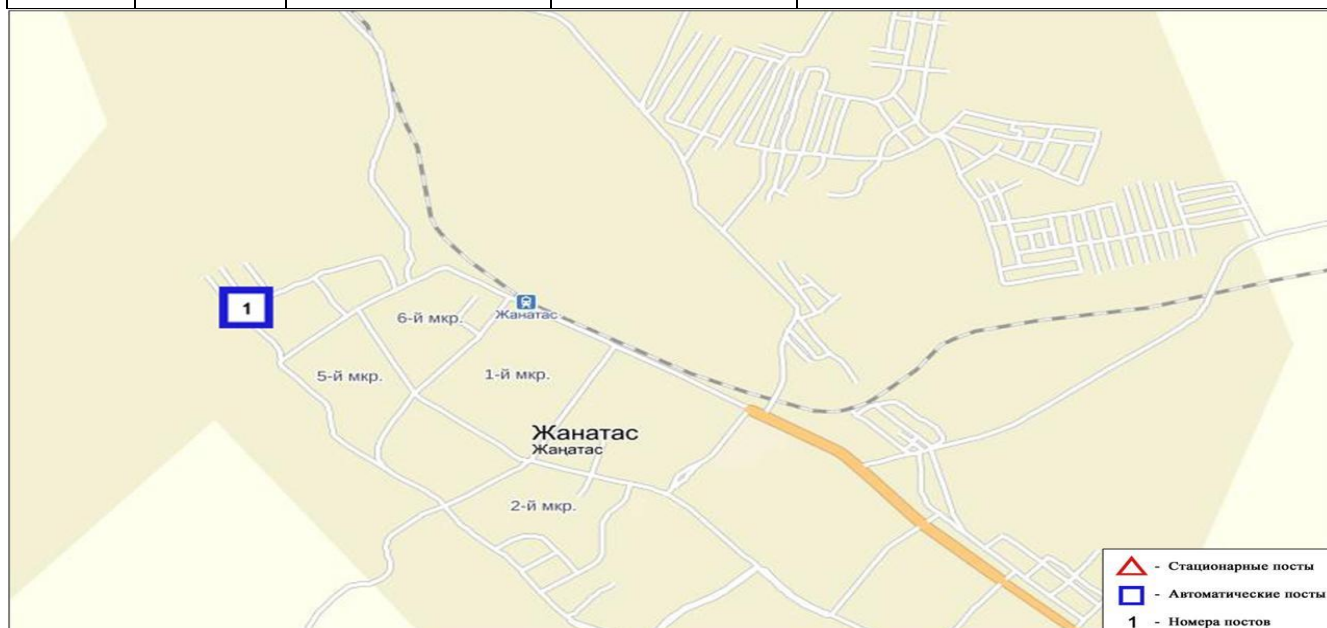 1
6-й мкр.
Жанатас
5-й мкр.
1-й мкр.
Жанатас
Жаңатас
2-й мкр.
- Стационарные посты
- Автоматические посты
1 - Номера постов